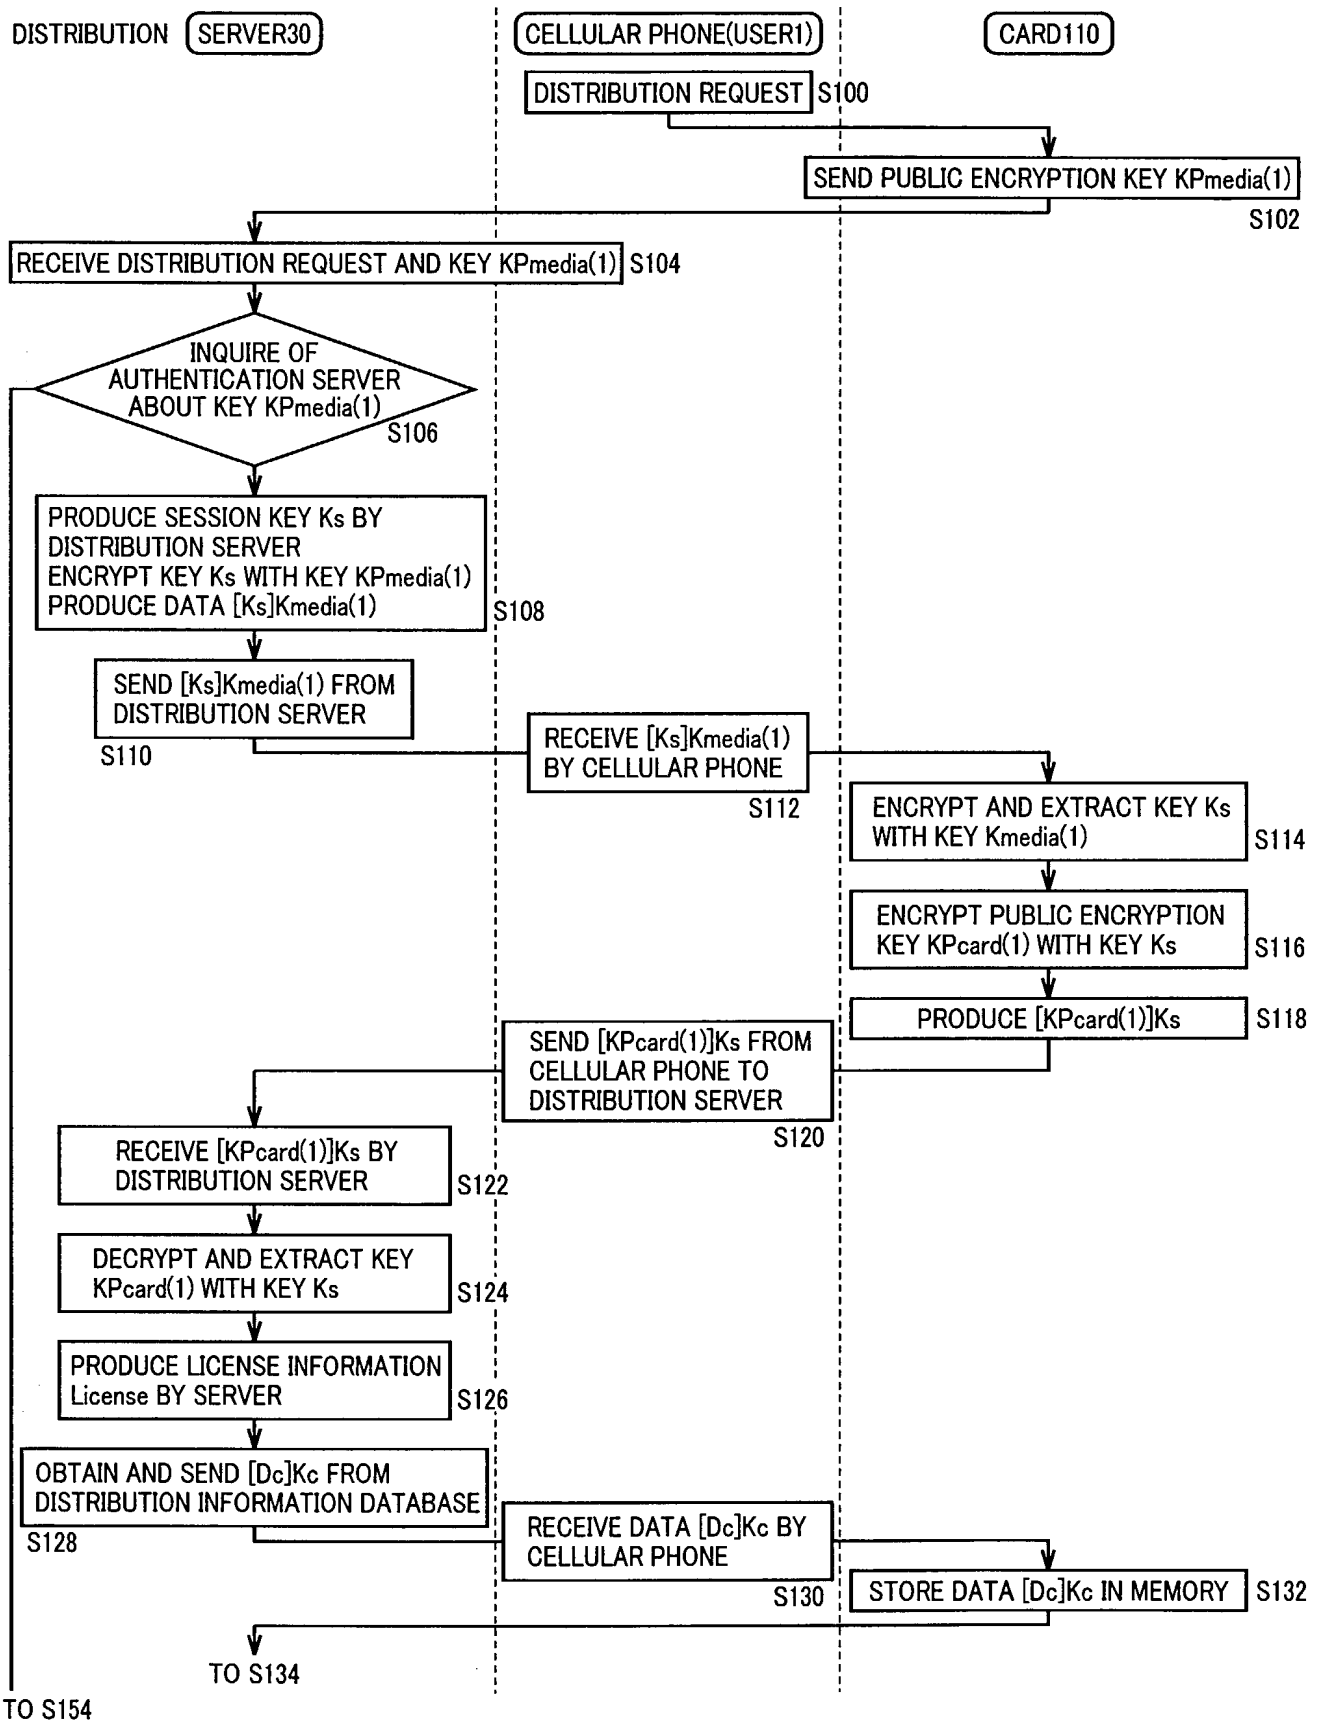 DISTRIBUTION SERVER30 CELLULAR PHONE(USER1) CARD110
DISTRIBUTION REQUEST S100
SEND PUBLIC ENCRYPTION KEY KPmedia(1)
S102
RECEIVE DISTRIBUTION REQUEST AND KEY KPmedia(1) S104
INQUIRE OF
AUTHENTICATION SERVER
ABOUT KEY KPmedia(1)
S106
PRODUCE SESSION KEY Ks BY
DISTRIBUTION SERVER
ENCRYPT KEY Ks WITH KEY KPmedia(1)
PRODUCE DATA [Ks]Kmedia(1)
S108
SEND [Ks]Kmedia(1) FROM
DISTRIBUTION SERVER
S110
RECEIVE [Ks]Kmedia(1)
BY CELLULAR PHONE
S112
ENCRYPT AND EXTRACT KEY Ks
WITH KEY Kmedia(1)
S114
ENCRYPT PUBLIC ENCRYPTION
KEY KPcard(1) WITH KEY Ks
S116
PRODUCE [KPcard(1)]Ks S118
SEND [KPcard(1)]Ks FROM
CELLULAR PHONE TO
DISTRIBUTION SERVER
S120
RECEIVE [KPcard(1)]Ks BY
DISTRIBUTION SERVER
S122
DECRYPT AND EXTRACT KEY
KPcard(1) WITH KEY Ks
S124
PRODUCE LICENSE INFORMATION
License BY SERVER
S126
OBTAIN AND SEND [Dc]Kc FROM
DISTRIBUTION INFORMATION DATABASE
S128
RECEIVE DATA [Dc]Kc BY
CELLULAR PHONE
S130
STORE DATA [Dc]Kc IN MEMORY S132
TO S134
TO S154